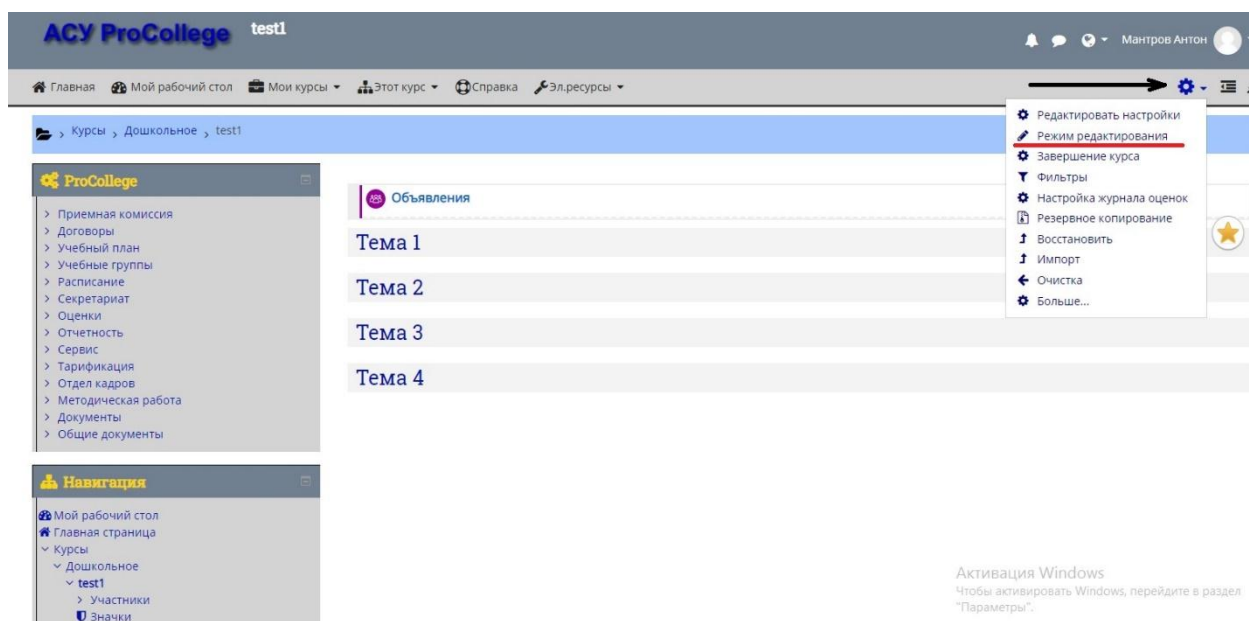 АСУ ProCollege test1
Мантров Антон
Главная Мой рабочий стол Мои курсы Этот курс Справка Эл.ресурсы
Курсы Дошкольное test1
Редактировать настройки
Режим редактирования
Завершение курса
Фильтры
Настройка журнала оценок
Резервное копирование
Восстановить
Импорт
Очистка
Больше...
ProCollege
Приемная комиссия
Договоры
Учебный план
Учебные группы
Расписание
Секретариат
Оценки
Отчетность
Сервис
Тарификация
Отдел кадров
Методическая работа
Документы
Общие документы
Объявления
Тема 1
Тема 2
Тема 3
Тема 4
Навигация
Мой рабочий стол
Главная страница
Курсы
Дошкольное
test1
Участники
Значки
Активация Windows
Чтобы активировать Windows, перейдите в раздел
"Параметры".